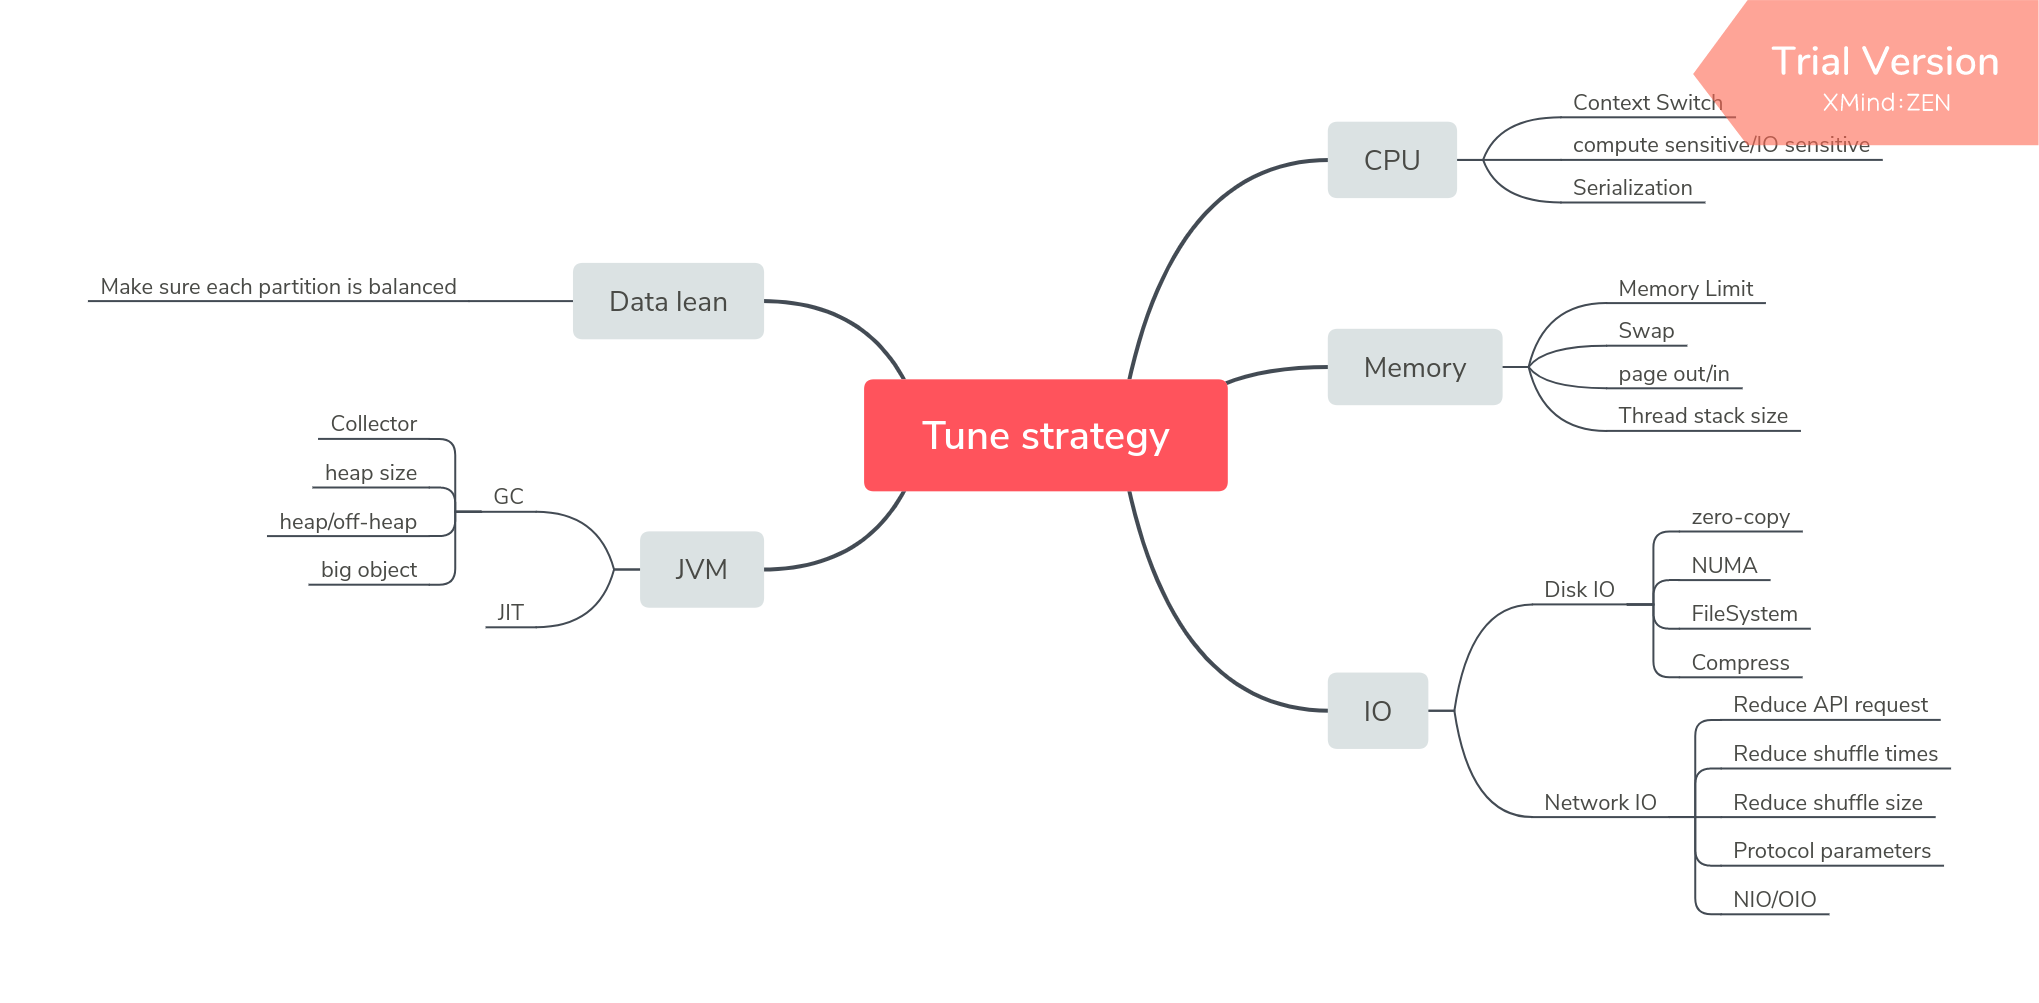 Trial Version
XMind:ZEN
Tune strategy
CPU
Context Switch
compute sensitive/IO sensitive
Serialization
Memory
Memory Limit
Swap
page out/in
Thread stack size
IO
Disk IO
zero-copy
NUMA
FileSystem
Compress
Network IO
Reduce API request
Reduce shuffle times
Reduce shuffle size
Protocol parameters
NIO/OIO
Data lean
Make sure each partition is balanced
JVM
GC
Collector
heap size
heap/off-heap
big object
JIT